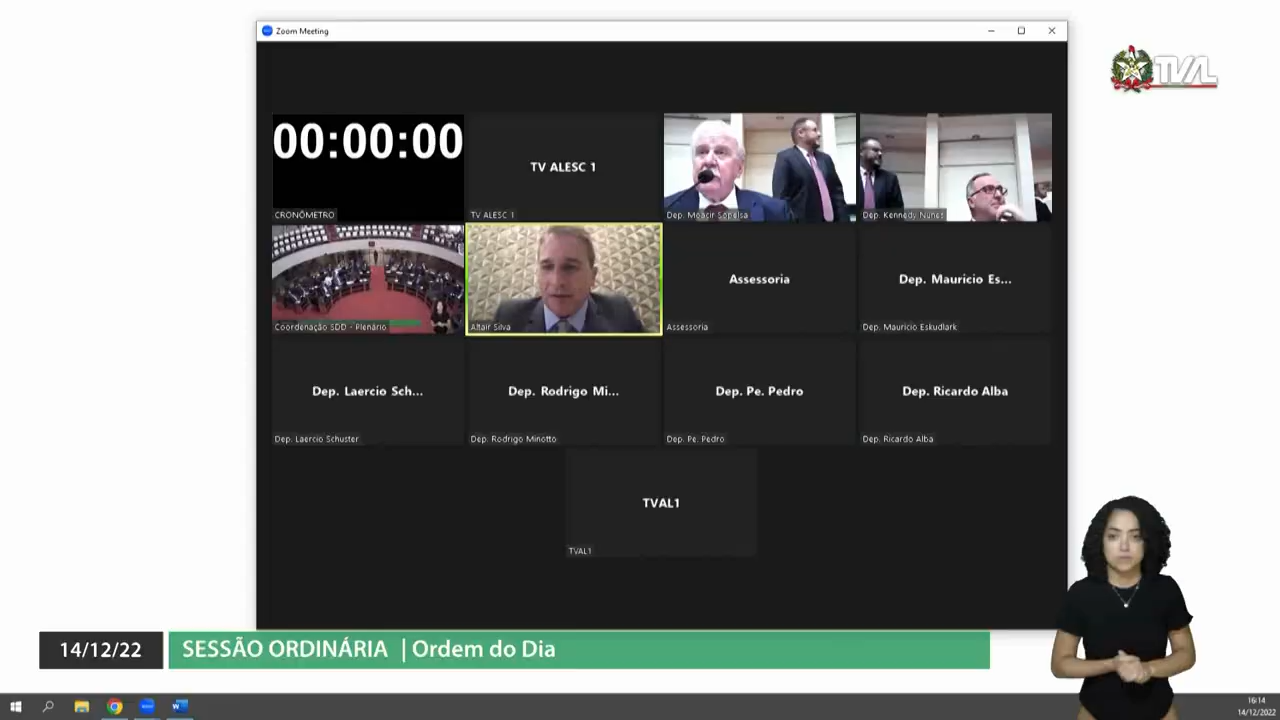 Zoom Meeting
TVAL
00:00:00
CRONÔMETRO
TV ALESC 1
TV ALESC 1
Dep. Moacir Sopelsa
Dep. Kennedy Nunes
Coordenação SDD - Plenário
Altair Silva
Assessoria
Assessoria
Dep. Mauricio Es...
Dep. Mauricio Eskudlark
Dep. Laercio Sch...
Dep. Laercio Schuster
Dep. Rodrigo Mi...
Dep. Rodrigo Minotto
Dep. Pe. Pedro
Dep. Pe. Pedro
Dep. Ricardo Alba
Dep. Ricardo Alba
TVAL1
TVAL1
14/12/22 SESSÃO ORDINÁRIA | Ordem do Dia
16:14
14/12/2022